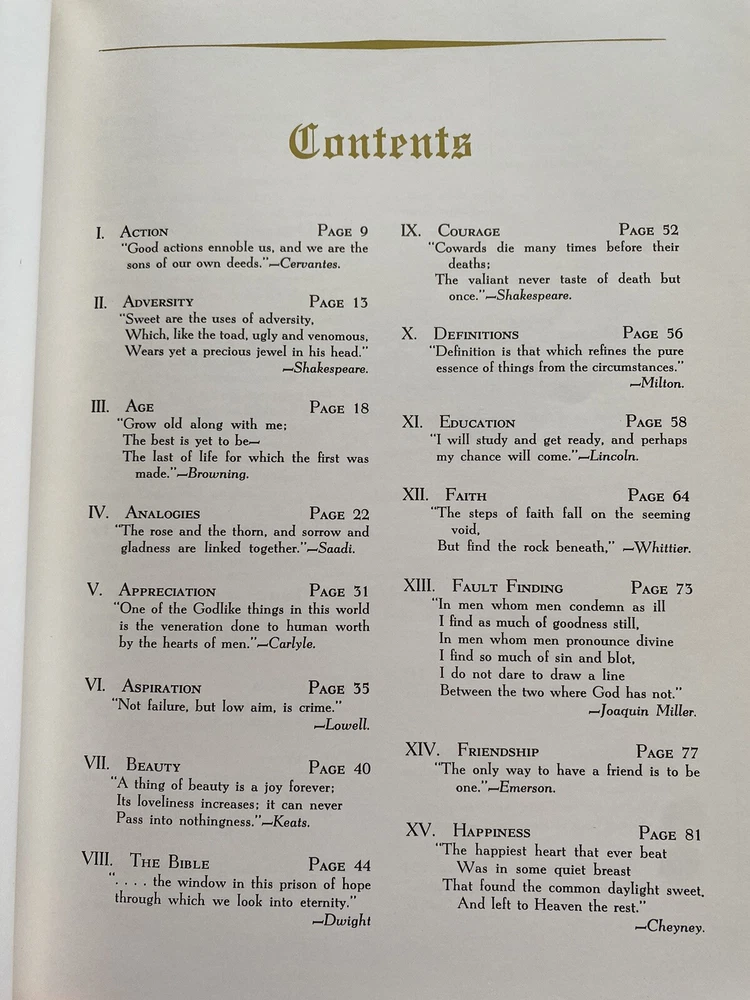 Contents
I. Action Page 9
"Good actions ennoble us, and we are the
sons of our own deeds."—Cervantes.
II. Adversity Page 13
"Sweet are the uses of adversity,
Which, like the toad, ugly and venomous,
Wears yet a precious jewel in his head."
—Shakespeare.
III. Age Page 18
"Grow old along with me;
The best is yet to be—
The last of life for which the first was
made."—Browning.
IV. Analogies Page 22
"The rose and the thorn, and sorrow and
gladness are linked together."—Saadi.
V. Appreciation Page 31
"One of the Godlike things in this world
is the veneration done to human worth
by the hearts of men."—Carlyle.
VI. Aspiration Page 35
"Not failure, but low aim, is crime."
—Lowell.
VII. Beauty Page 40
"A thing of beauty is a joy forever;
Its loveliness increases; it can never
Pass into nothingness."—Keats.
VIII. The Bible Page 44
". . . . the window in this prison of hope
through which we look into eternity."
—Dwight
IX. Courage Page 52
"Cowards die many times before their
deaths;
The valiant never taste of death but
once."—Shakespeare.
X. Definitions Page 56
"Definition is that which refines the pure
essence of things from the circumstances."
—Milton.
XI. Education Page 58
"I will study and get ready, and perhaps
my chance will come."—Lincoln.
XII. Faith Page 64
"The steps of faith fall on the seeming
void,
But find the rock beneath," —Whittier.
XIII. Fault Finding Page 73
"In men whom men condemn as ill
I find as much of goodness still,
In men whom men pronounce divine
I find so much of sin and blot,
I do not dare to draw a line
Between the two where God has not."
—Joaquin Miller.
XIV. Friendship Page 77
"The only way to have a friend is to be
one."—Emerson.
XV. Happiness Page 81
"The happiest heart that ever beat
Was in some quiet breast
That found the common daylight sweet,
And left to Heaven the rest."
—Cheyney.